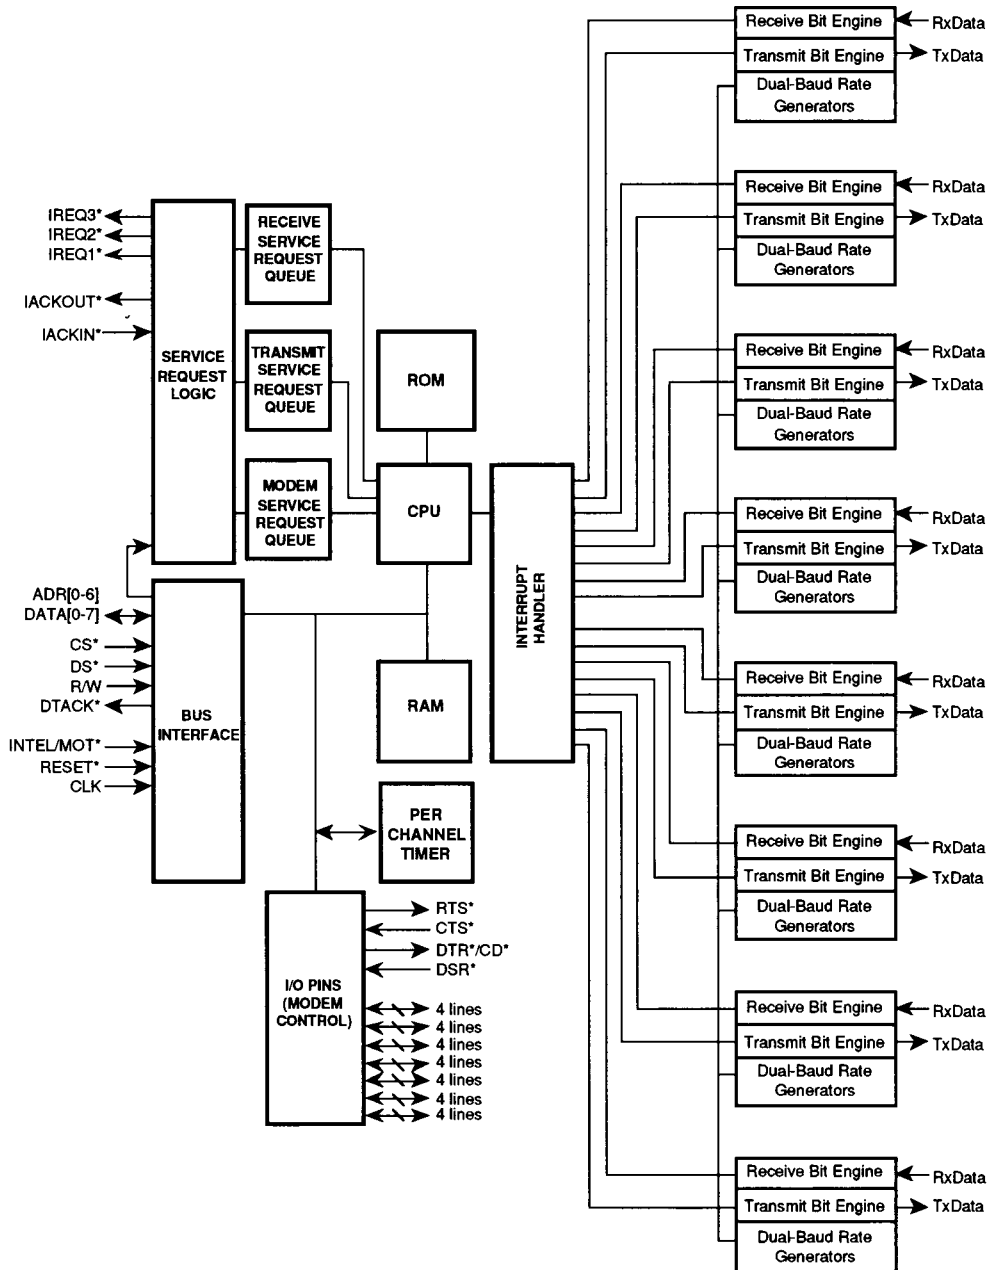 IREQ3*
IREQ2*
IREQ1*
IACKOUT*
IACKIN*
SERVICE
REQUEST
LOGIC
RECEIVE
SERVICE
REQUEST
QUEUE
TRANSMIT
SERVICE
REQUEST
QUEUE
MODEM
SERVICE
REQUEST
QUEUE
ROM
CPU
RAM
INTERRUPT
HANDLER
ADR[0-6]
DATA[0-7]
CS*
DS*
R/W
DTACK*
INTEL/MOT*
RESET*
CLK
BUS
INTERFACE
PER
CHANNEL
TIMER
I/O PINS
(MODEM
CONTROL)
RTS*
CTS*
DTR*/CD*
DSR*
4 lines
4 lines
4 lines
4 lines
4 lines
4 lines
4 lines
Receive Bit Engine
RxData
Transmit Bit Engine
TxData
Dual-Baud Rate
Generators
Receive Bit Engine
RxData
Transmit Bit Engine
TxData
Dual-Baud Rate
Generators
Receive Bit Engine
RxData
Transmit Bit Engine
TxData
Dual-Baud Rate
Generators
Receive Bit Engine
RxData
Transmit Bit Engine
TxData
Dual-Baud Rate
Generators
Receive Bit Engine
RxData
Transmit Bit Engine
TxData
Dual-Baud Rate
Generators
Receive Bit Engine
RxData
Transmit Bit Engine
TxData
Dual-Baud Rate
Generators
Receive Bit Engine
RxData
Transmit Bit Engine
TxData
Dual-Baud Rate
Generators
Receive Bit Engine
RxData
Transmit Bit Engine
TxData
Dual-Baud Rate
Generators